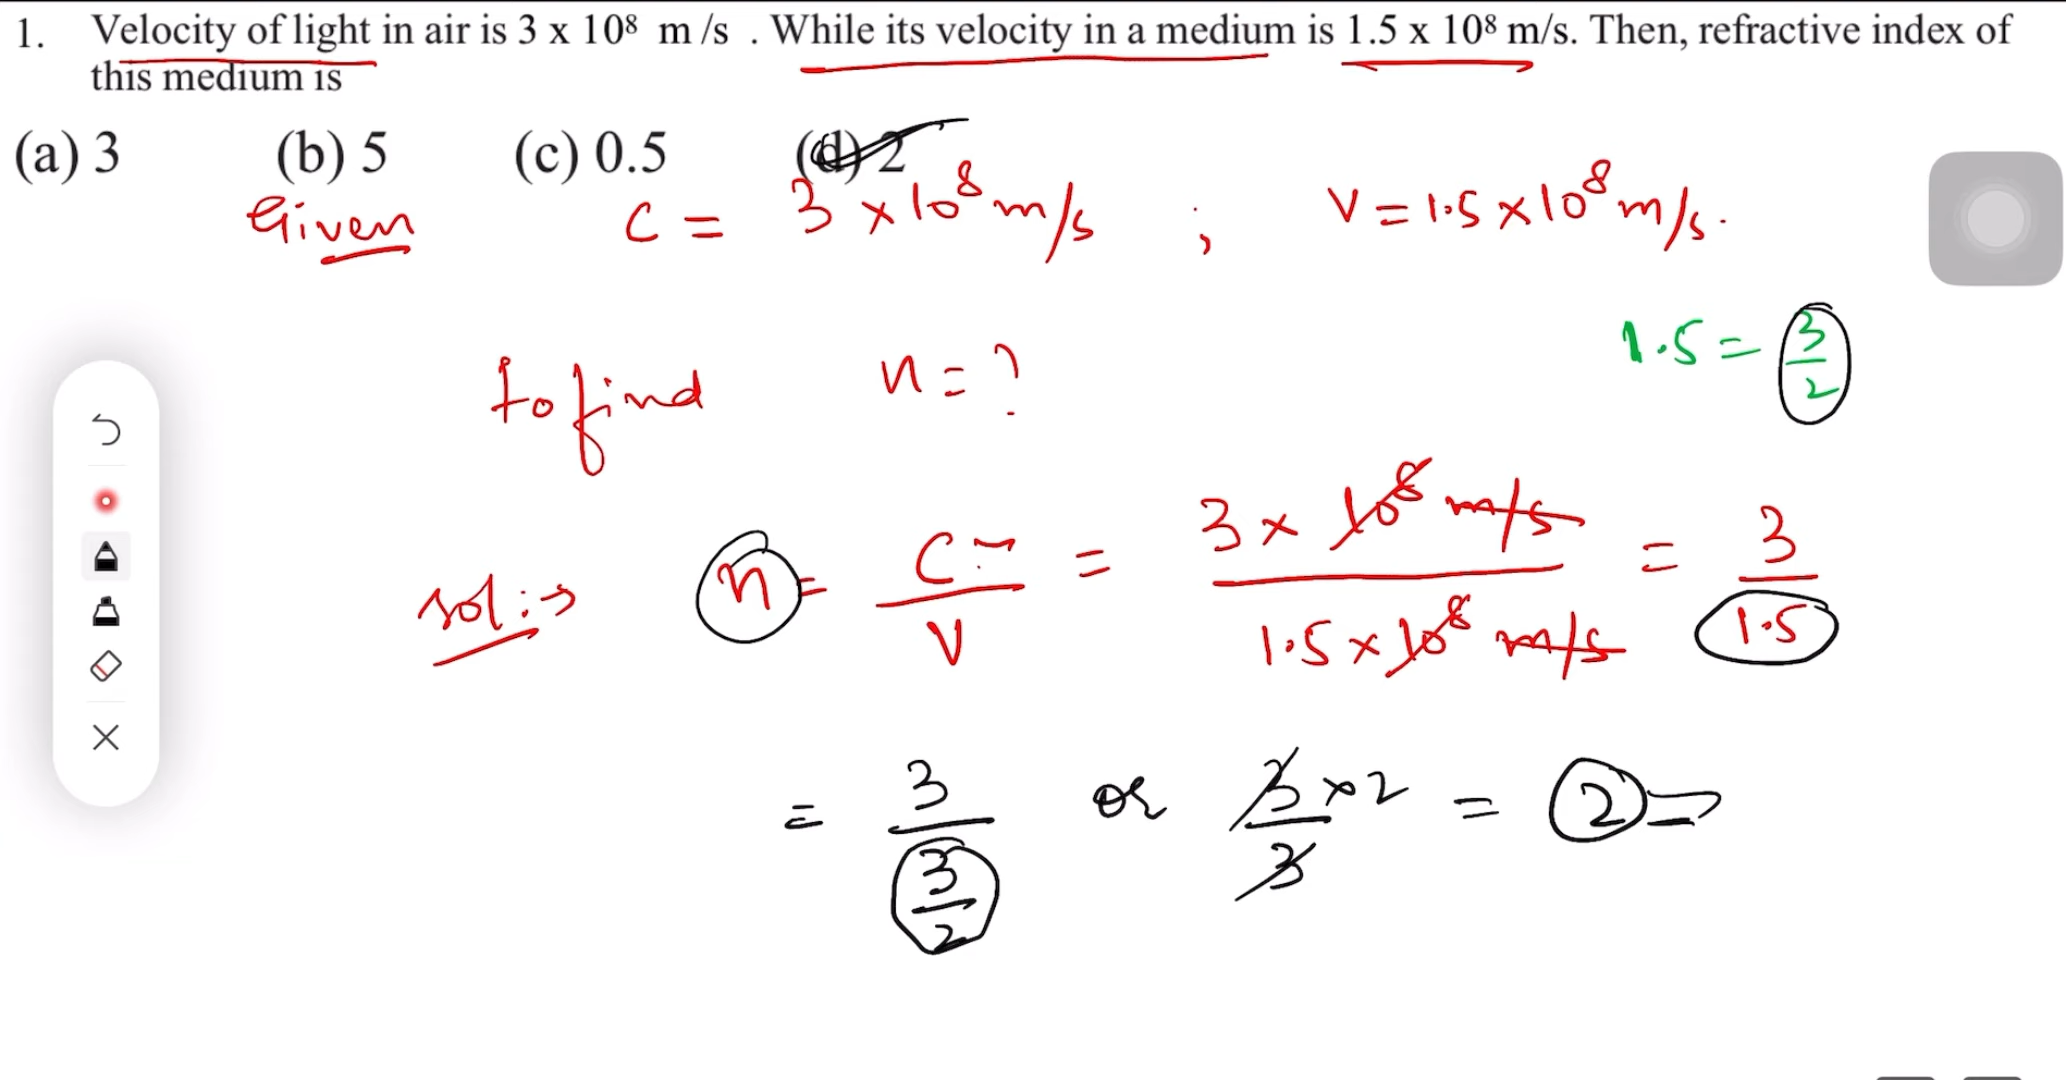 1. Velocity of light in air is 3 x 10⁸ m /s . While its velocity in a medium is 1.5 x 10⁸ m/s. Then, refractive index of
this medium is
(a) 3 (b) 5 (c) 0.5 (d) 2
Given c = 3 × 10⁸ m/s ; v = 1.5 × 10⁸ m/s.
1.5 = 3/2
to find n = ?
sol:→ n = c/v = 3 × 10⁸ m/s / 1.5 × 10⁸ m/s = 3/1.5
= 3/(3/2) or 3 × 2/3 = 2